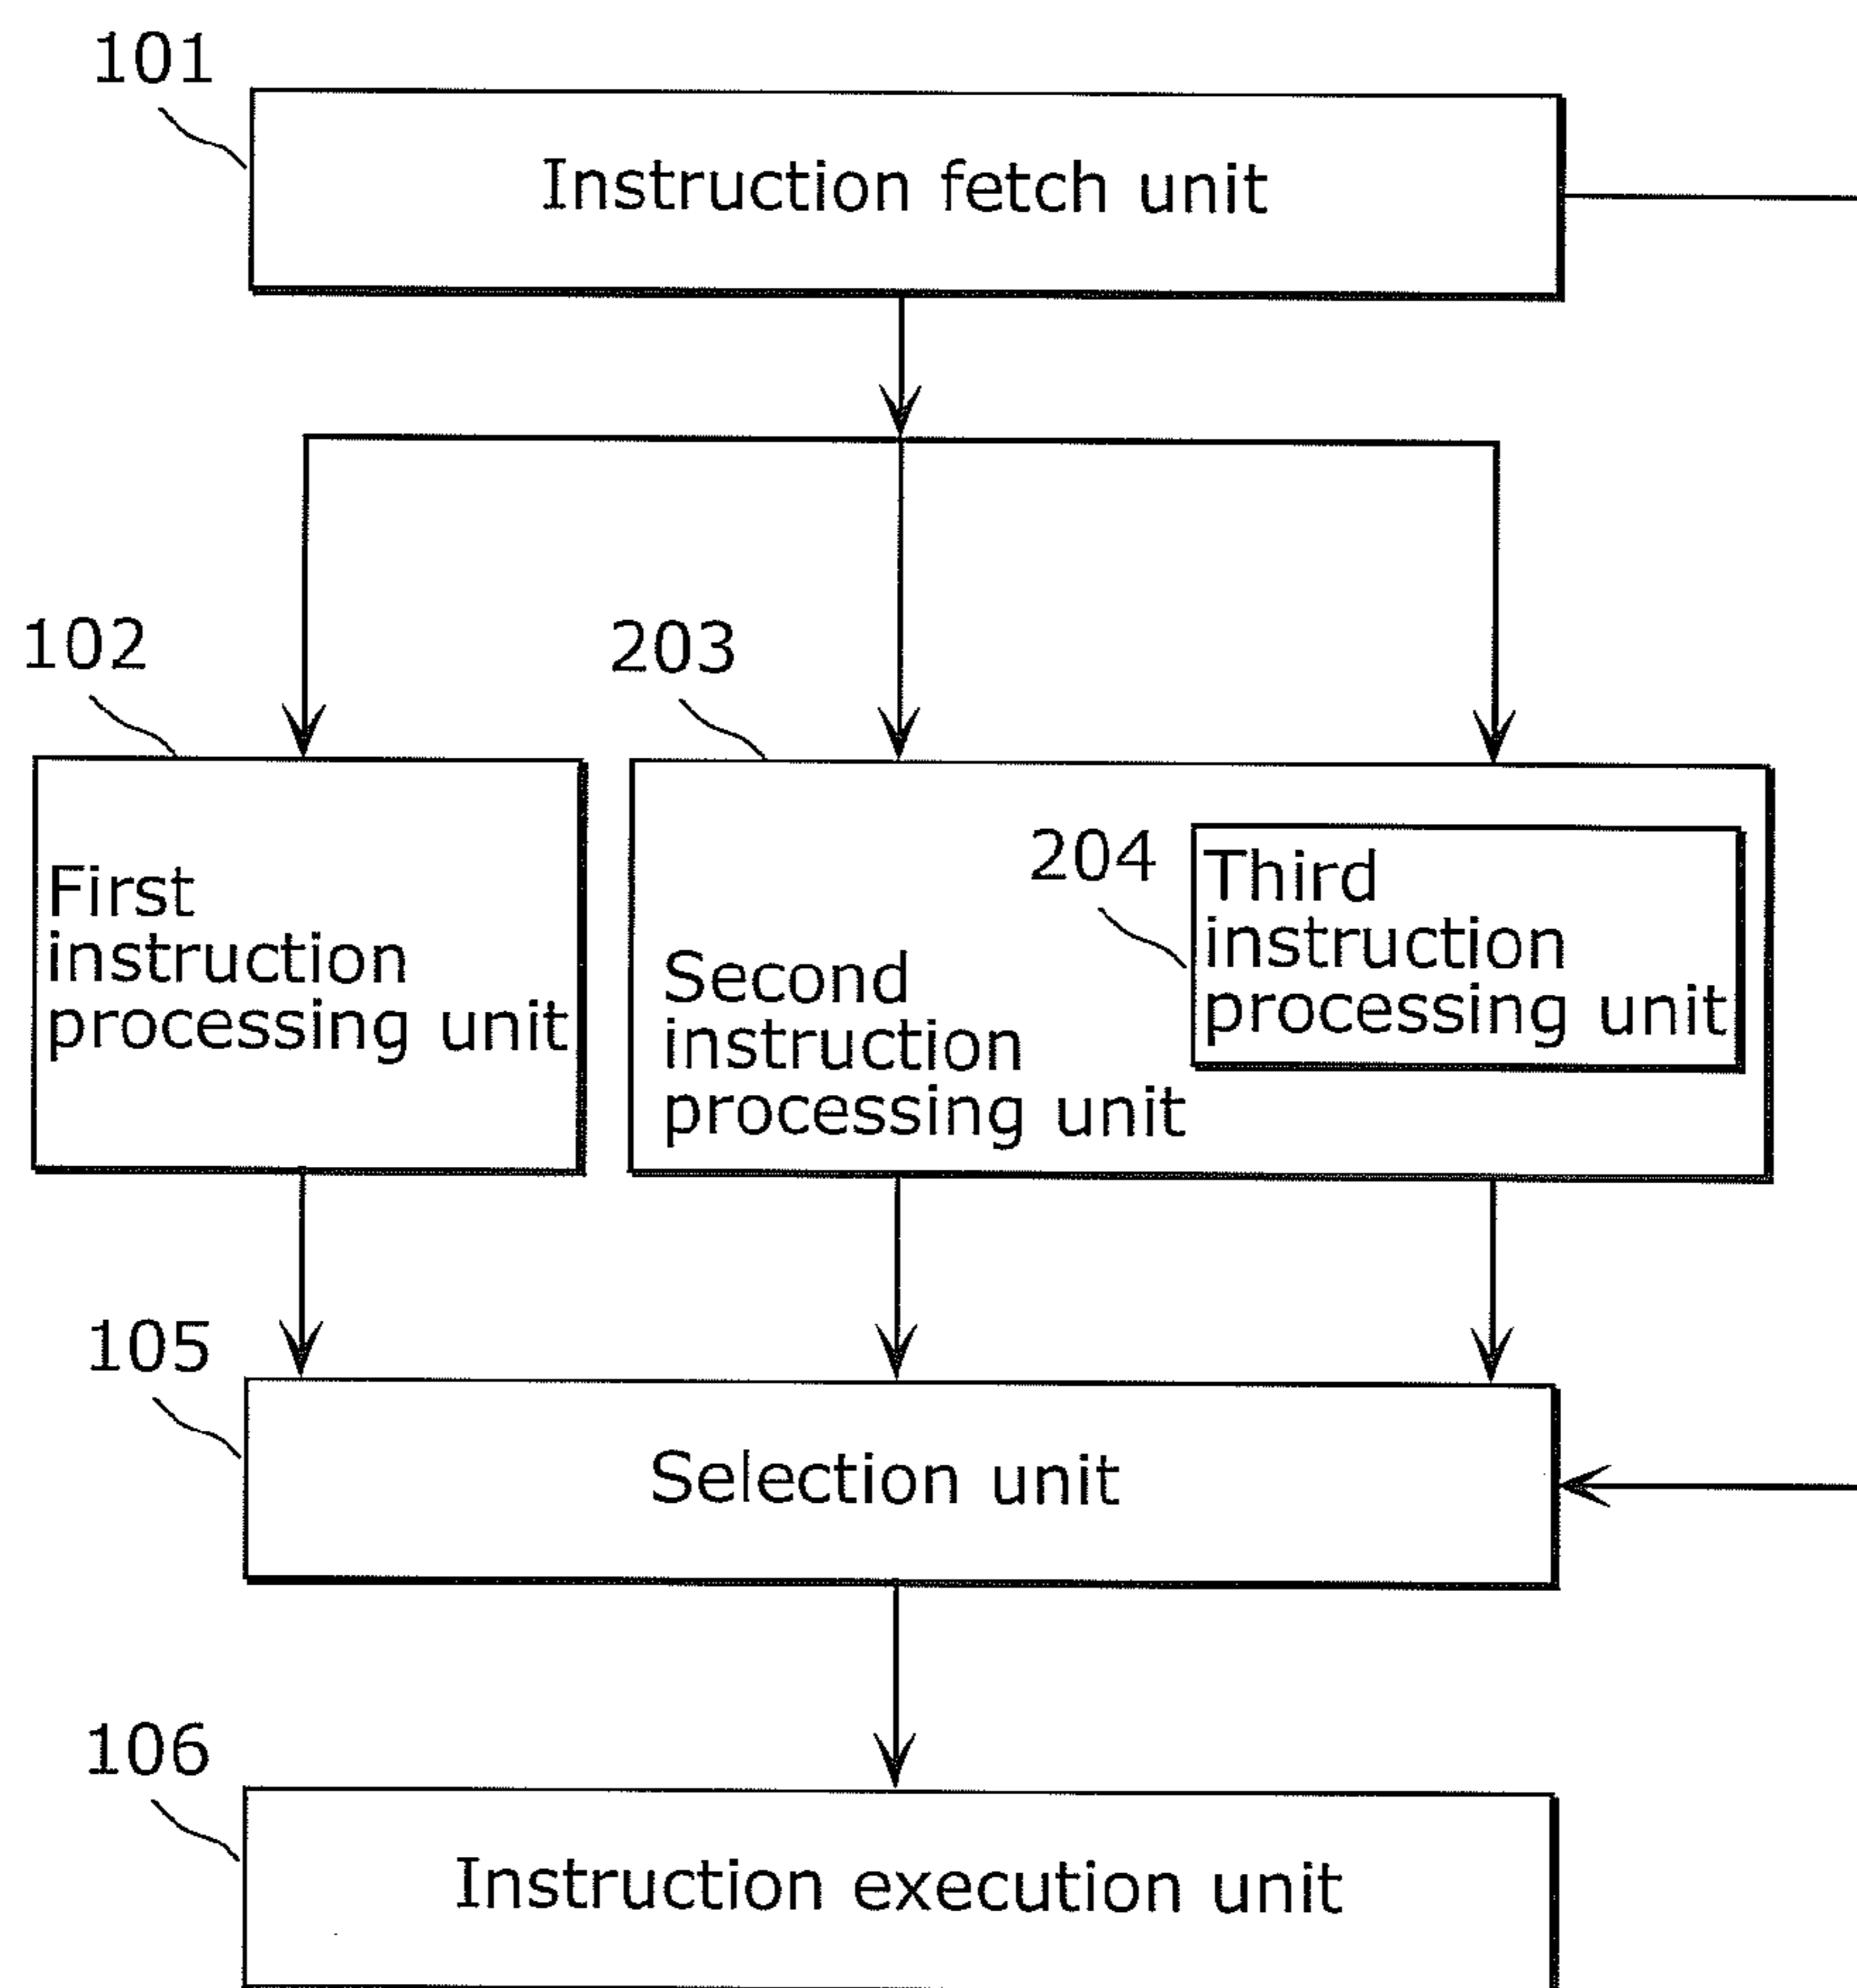 101
Instruction fetch unit
102
203
First
instruction
processing unit
Second
instruction
processing unit
204
Third
instruction
processing unit
105
Selection unit
106
Instruction execution unit